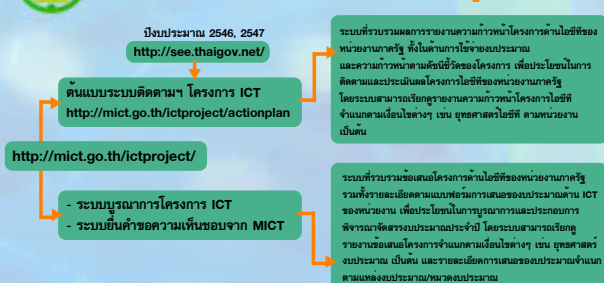 ปีงบประมาณ 2546, 2547
http://see.thaigov.net/
ต้นแบบระบบติดตามฯ โครงการ ICT
http://mict.go.th/ictproject/actionplan
http://mict.go.th/ictproject/
- ระบบบูรณาการโครงการ ICT
- ระบบยื่นคำขอความเห็นชอบจาก MICT
ระบบที่รวบรวมผลการรายงานความก้าวหน้าโครงการด้านไอซีทีของ
หน่วยงานภาครัฐ ทั้งในด้านการใช้จ่ายงบประมาณ
และความก้าวหน้าตามดัชนีชี้วัดของโครงการ เพื่อประโยชน์ในการ
ติดตามและประเมินผลโครงการไอซีทีของหน่วยงานภาครัฐ
โดยระบบสามารถเรียกดูรายงานความก้าวหน้าโครงการไอซีที
จำแนกตามเงื่อนไขต่างๆ เช่น ยุทธศาสตร์ไอซีที ตามหน่วยงาน
เป็นต้น
ระบบที่รวบรวมข้อเสนอโครงการด้านไอซีทีของหน่วยงานภาครัฐ
รวมทั้งรายละเอียดตามแบบฟอร์มการเสนอของบประมาณด้าน ICT
ของหน่วยงาน เพื่อประโยชน์ในการบูรณาการและประกอบการ
พิจารณาจัดสรรงบประมาณประจำปี โดยระบบสามารถเรียกดู
รายงานข้อเสนอโครงการจำแนกตามเงื่อนไขต่างๆ เช่น ยุทธศาสตร์
งบประมาณ เป็นต้น และรายละเอียดการเสนอของบประมาณจำแนก
ตามแหล่งงบประมาณ/หมวดงบประมาณ